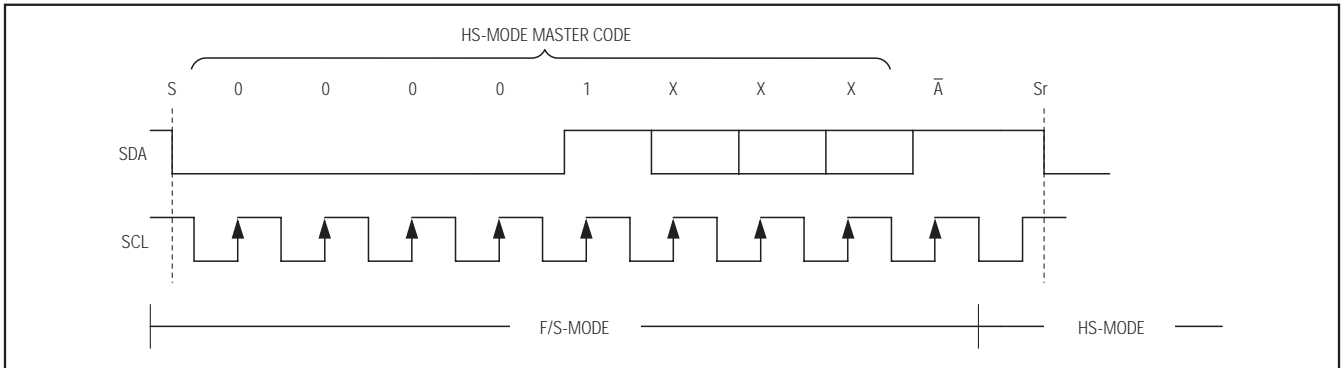 HS-MODE MASTER CODE
S 0 0 0 0 1 X X X A̅ Sr
SDA
SCL
F/S-MODE HS-MODE